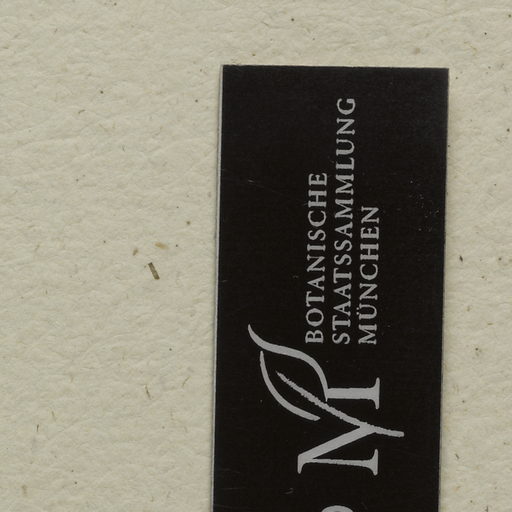 BOTANISCHE
STAATSSAMMLUNG
MÜNCHEN
M